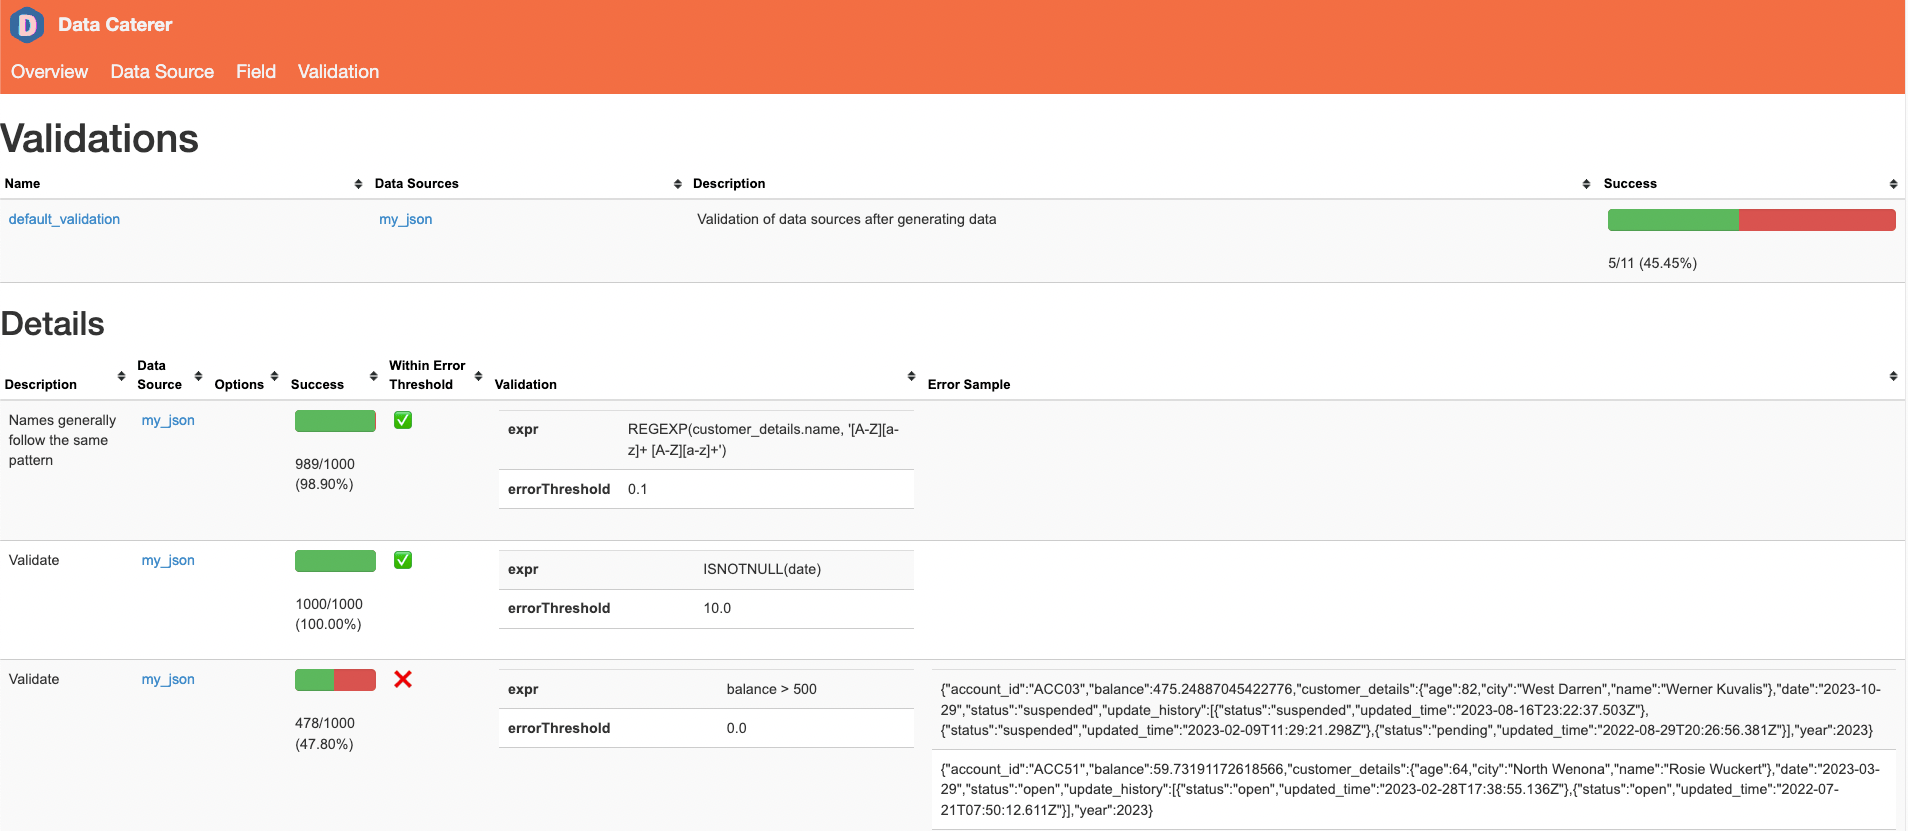 Data Caterer
Overview Data Source Field Validation
Validations
Name Data Sources Description Success
default_validation my_json Validation of data sources after generating data
5/11 (45.45%)
Details
Description Data Source Options Success Within Error Threshold Validation Error Sample
Names generally
follow the same
pattern
my_json
989/1000
(98.90%)
expr REGEXP(customer_details.name, '[A-Z][a-
z]+ [A-Z][a-z]+')
errorThreshold 0.1
Validate my_json
1000/1000
(100.00%)
expr ISNOTNULL(date)
errorThreshold 10.0
Validate my_json
478/1000
(47.80%)
expr balance > 500
errorThreshold 0.0
{"account_id":"ACC03","balance":475.24887045422776,"customer_details":{"age":82,"city":"West Darren","name":"Werner Kuvalis"},"date":"2023-10-
29","status":"suspended","update_history":[{"status":"suspended","updated_time":"2023-08-16T23:22:37.503Z"},
{"status":"suspended","updated_time":"2023-02-09T11:29:21.298Z"},{"status":"pending","updated_time":"2022-08-29T20:26:56.381Z"}],"year":2023}
{"account_id":"ACC51","balance":59.73191172618566,"customer_details":{"age":64,"city":"North Wenona","name":"Rosie Wuckert"},"date":"2023-03-
29","status":"open","update_history":[{"status":"open","updated_time":"2023-02-28T17:38:55.136Z"},{"status":"open","updated_time":"2022-07-
21T07:50:12.611Z"}],"year":2023}